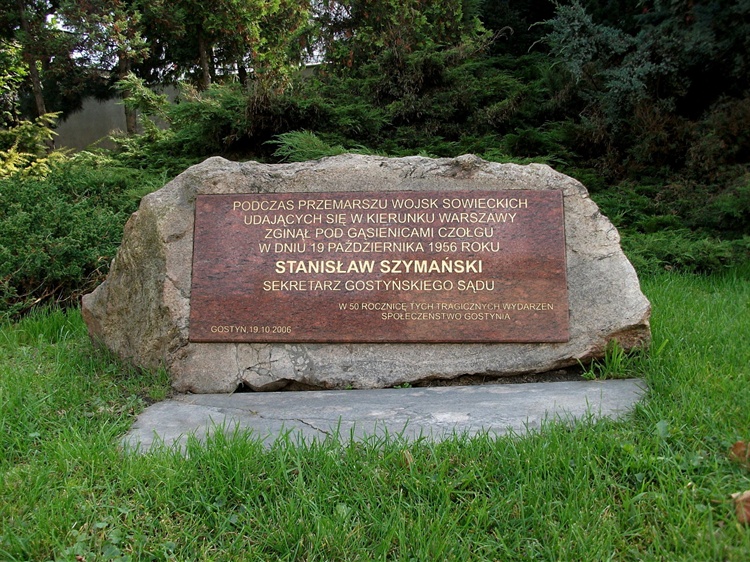 PODCZAS PRZEMARSZU WOJSK SOWIECKICH
UDAJĄCYCH SIĘ W KIERUNKU WARSZAWY
ZGINĄŁ POD GĄSIENICAMI CZOŁGU
W DNIU 19 PAŹDZIERNIKA 1956 ROKU
STANISŁAW SZYMAŃSKI
SEKRETARZ GOSTYŃSKIEGO SĄDU
W 50 ROCZNICĘ TYCH TRAGICZNYCH WYDARZEŃ
SPOŁECZEŃSTWO GOSTYNIA
GOSTYŃ 19.10.2006